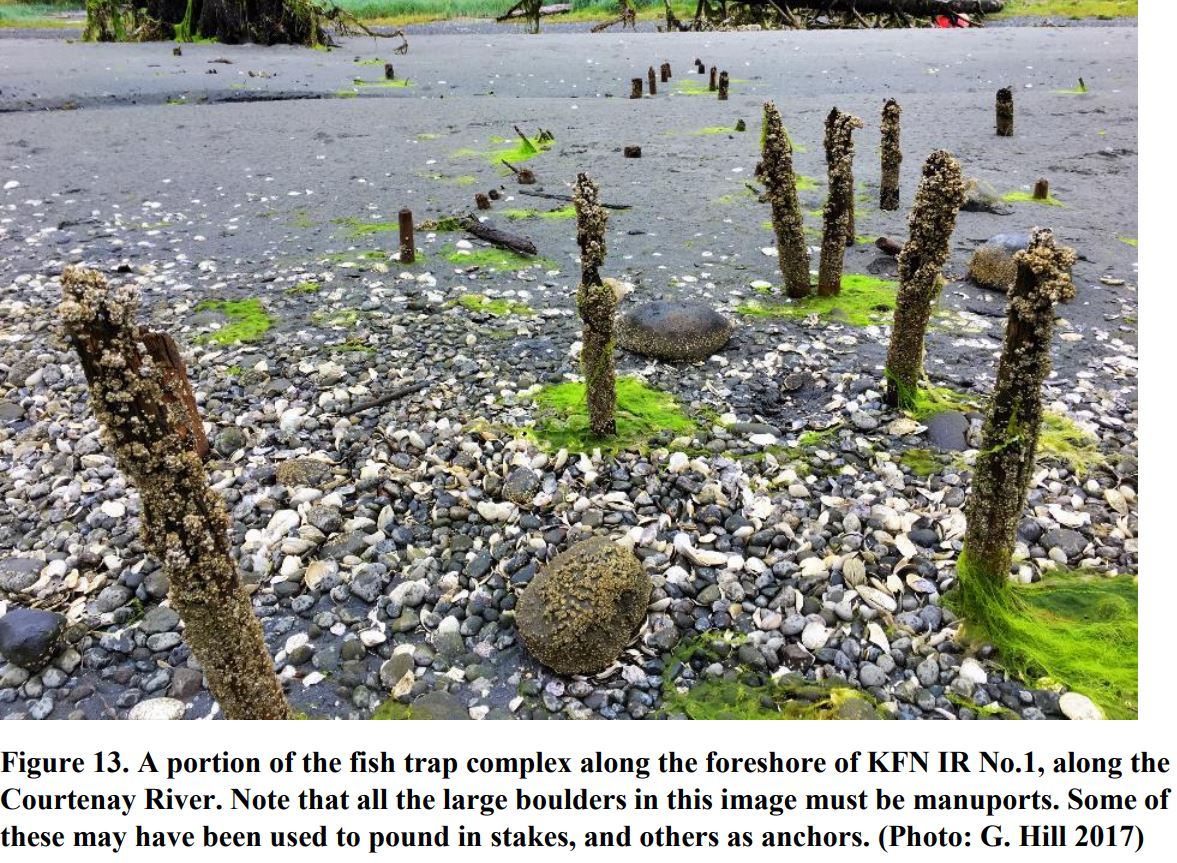 Figure 13. A portion of the fish trap complex along the foreshore of KFN IR No.1, along the
Courtenay River. Note that all the large boulders in this image must be manuports. Some of
these may have been used to pound in stakes, and others as anchors. (Photo: G. Hill 2017)